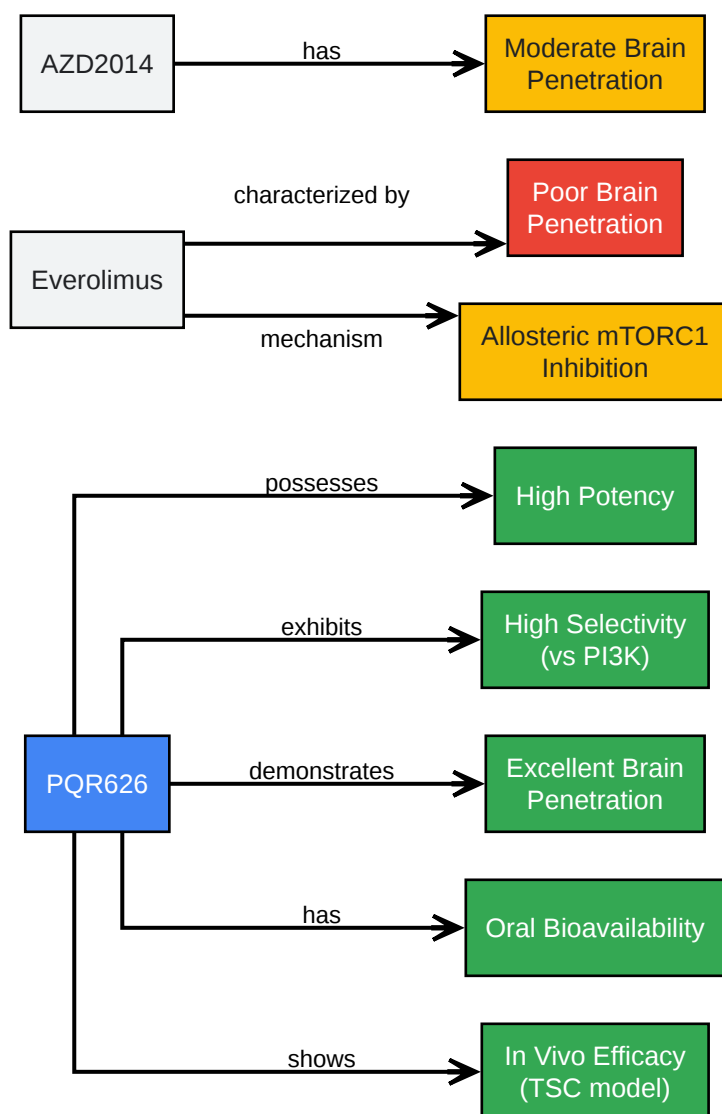 AZD2014
has
Moderate Brain
Penetration
characterized by
Poor Brain
Penetration
Everolimus
mechanism
Allosteric mTORC1
Inhibition
possesses
High Potency
exhibits
High Selectivity
(vs PI3K)
PQR626
demonstrates
Excellent Brain
Penetration
has
Oral Bioavailability
shows
In Vivo Efficacy
(TSC model)